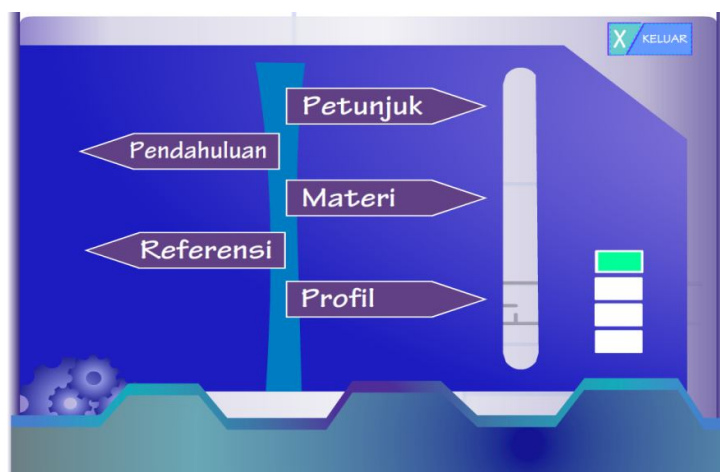 X KELUAR
Petunjuk
Pendahuluan
Materi
Referensi
Profil